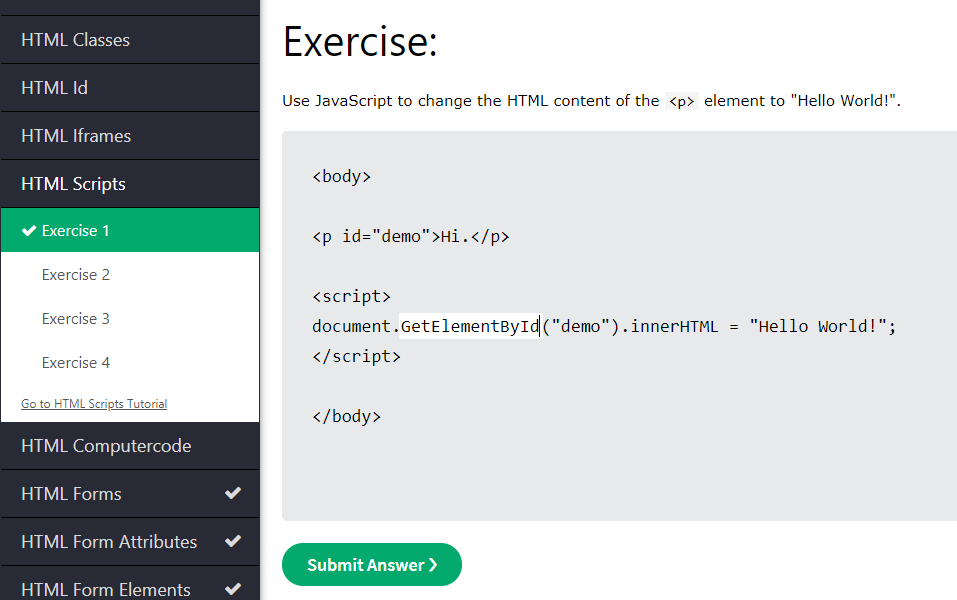 HTML Classes
HTML Id
HTML Iframes
HTML Scripts
Exercise 1
Exercise 2
Exercise 3
Exercise 4
Go to HTML Scripts Tutorial
HTML Computercode
HTML Forms
HTML Form Attributes
HTML Form Elements
Exercise:
Use JavaScript to change the HTML content of the <p> element to "Hello World!".
<body>
<p id="demo">Hi.</p>
<script>
document.GetElementById("demo").innerHTML = "Hello World!";
</script>
</body>
Submit Answer ❯